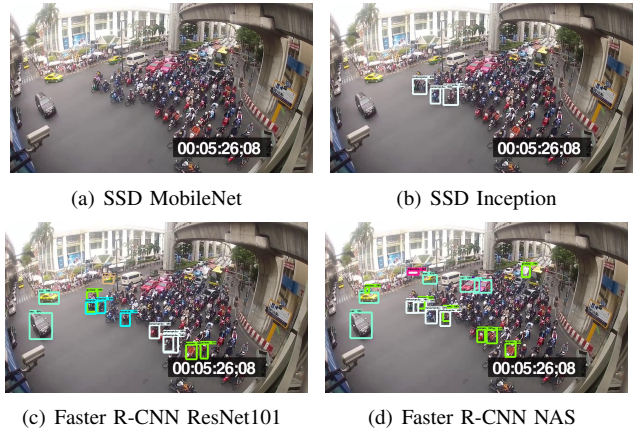 00:05:26;08
00:05:26;08
(a) SSD MobileNet
(b) SSD Inception
00:05:26;08
00:05:26;08
(c) Faster R-CNN ResNet101
(d) Faster R-CNN NAS